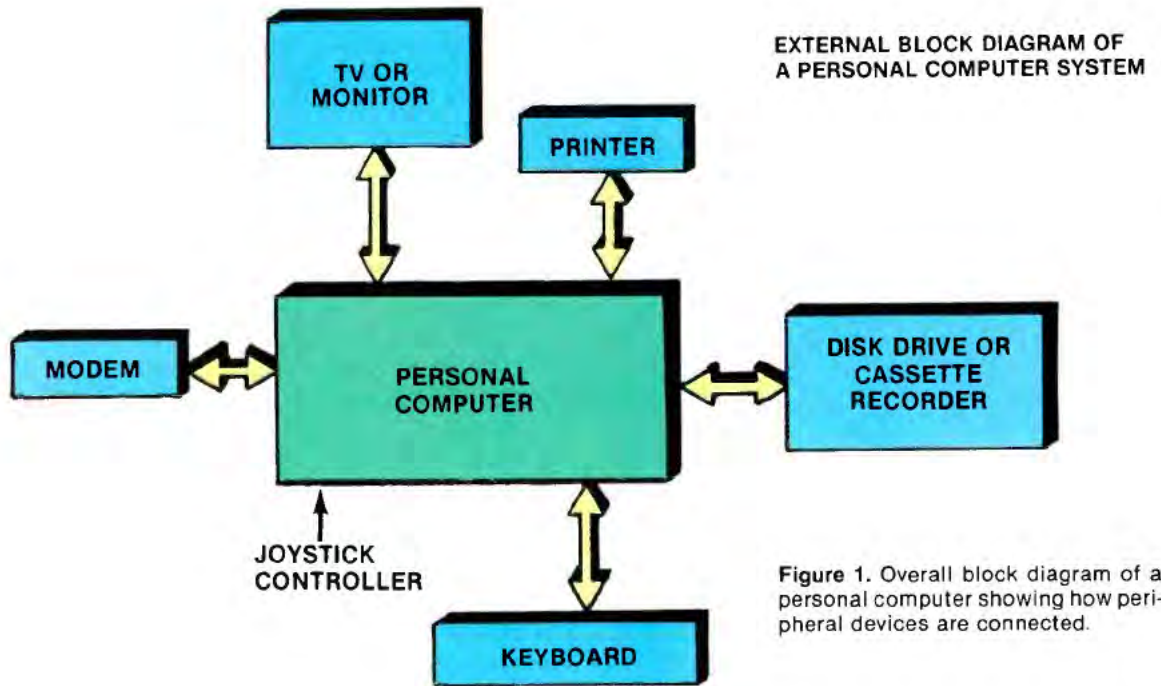 EXTERNAL BLOCK DIAGRAM OF
A PERSONAL COMPUTER SYSTEM
TV OR
MONITOR
PRINTER
MODEM
PERSONAL
COMPUTER
DISK DRIVE OR
CASSETTE
RECORDER
JOYSTICK
CONTROLLER
KEYBOARD
Figure 1. Overall block diagram of a
personal computer showing how peri-
pheral devices are connected.